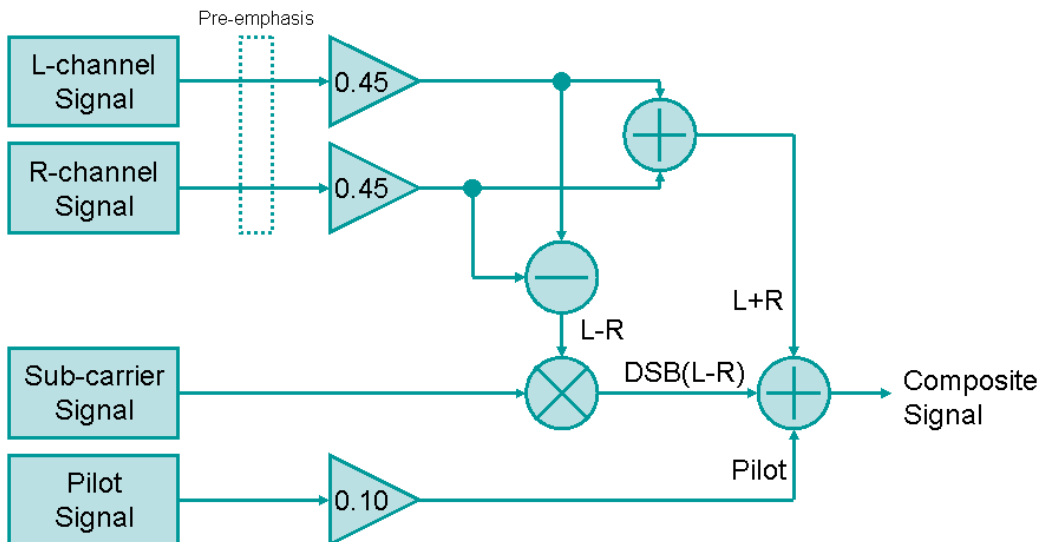 Pre-emphasis
L-channel
Signal
0.45
R-channel
Signal
0.45
L+R
L-R
Sub-carrier
Signal
DSB(L-R)
Composite
Signal
Pilot
Pilot
Signal
0.10